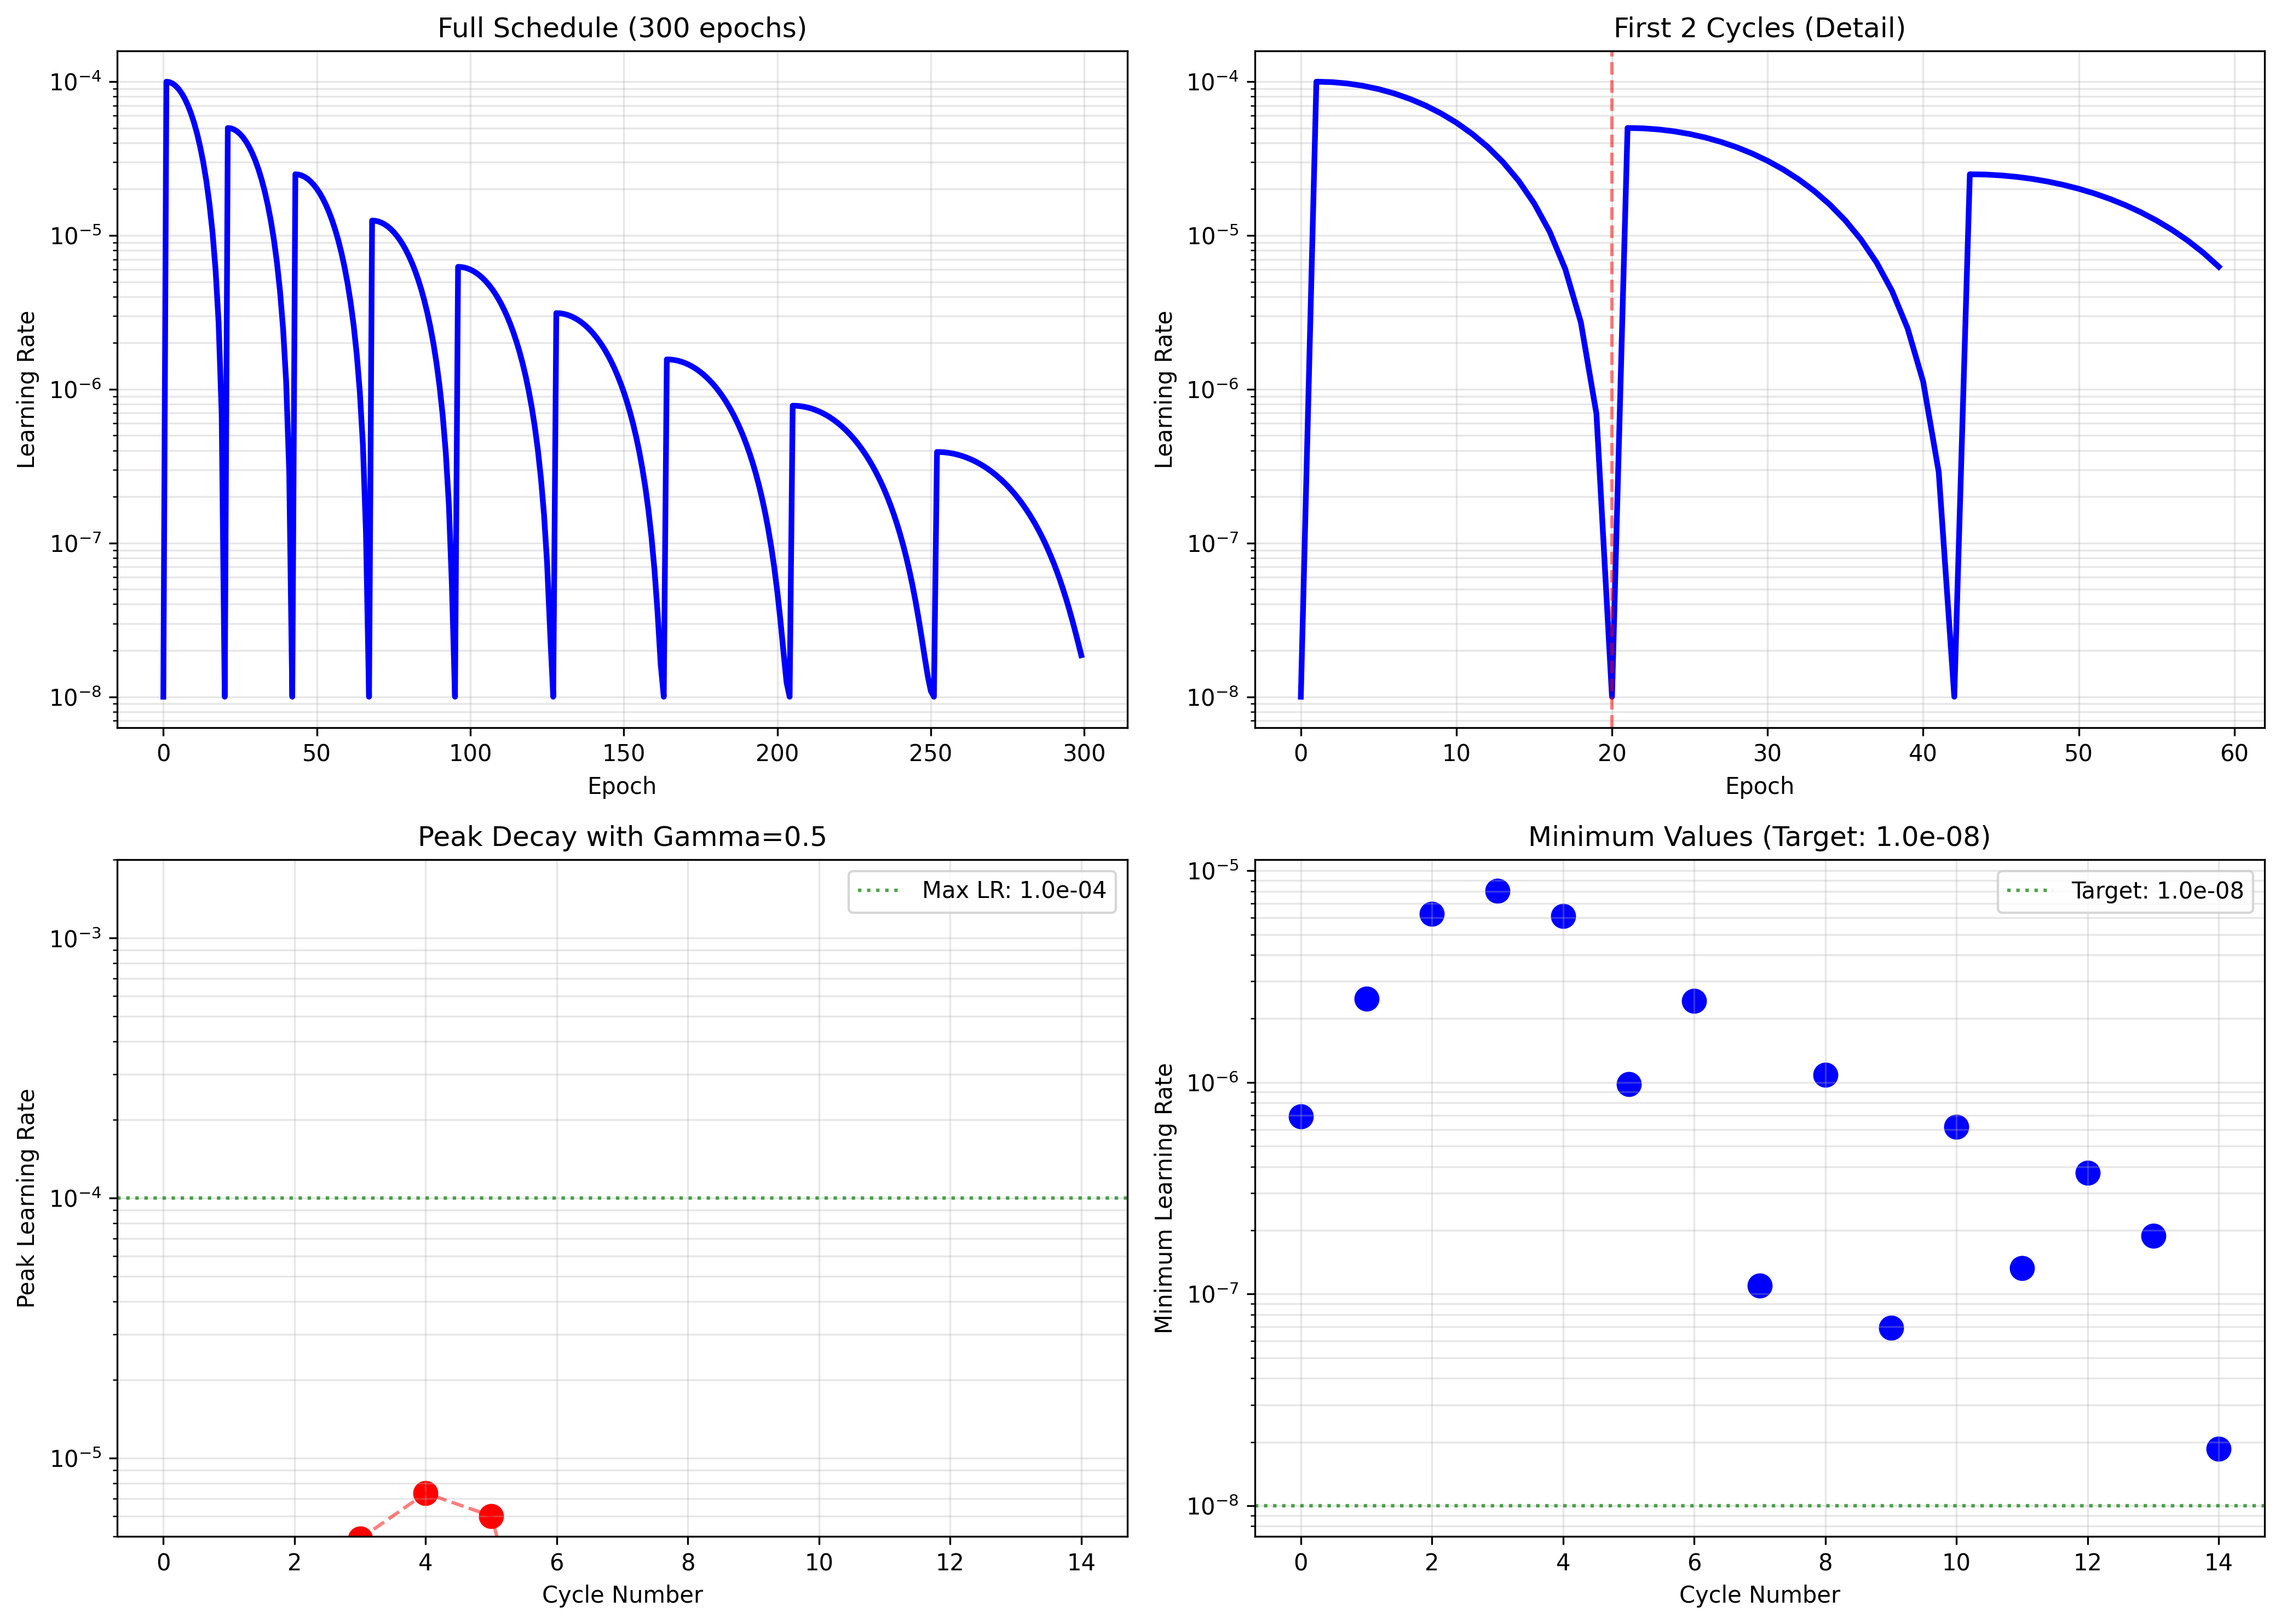 Full Schedule (300 epochs)
Learning Rate
10⁻⁴
10⁻⁵
10⁻⁶
10⁻⁷
10⁻⁸
0 50 100 150 200 250 300
Epoch
First 2 Cycles (Detail)
Learning Rate
10⁻⁴
10⁻⁵
10⁻⁶
10⁻⁷
10⁻⁸
0 10 20 30 40 50 60
Epoch
Peak Decay with Gamma=0.5
Max LR: 1.0e-04
Peak Learning Rate
10⁻³
10⁻⁴
10⁻⁵
0 2 4 6 8 10 12 14
Cycle Number
Minimum Values (Target: 1.0e-08)
Target: 1.0e-08
Minimum Learning Rate
10⁻⁵
10⁻⁶
10⁻⁷
10⁻⁸
0 2 4 6 8 10 12 14
Cycle Number